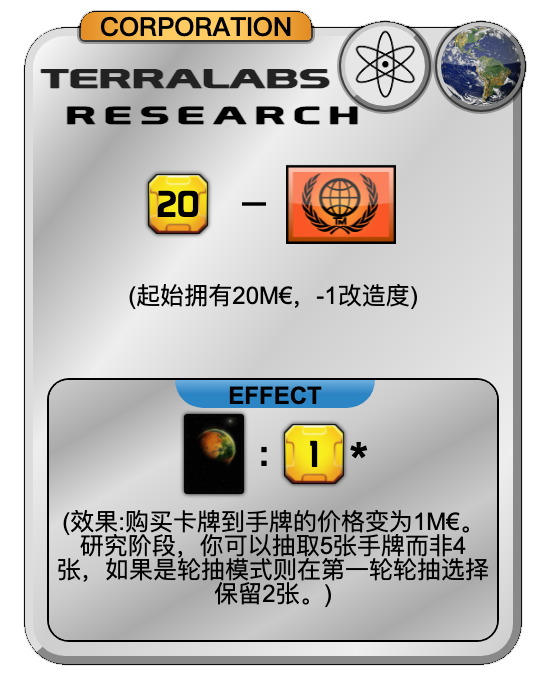 CORPORATION
TERRALABS
RESEARCH
20 –
TM
(起始拥有20M€，-1改造度)
EFFECT
: 1 *
(效果:购买卡牌到手牌的价格变为1M€。
研究阶段，你可以抽取5张手牌而非4
张，如果是轮抽模式则在第一轮轮抽选择
保留2张。)